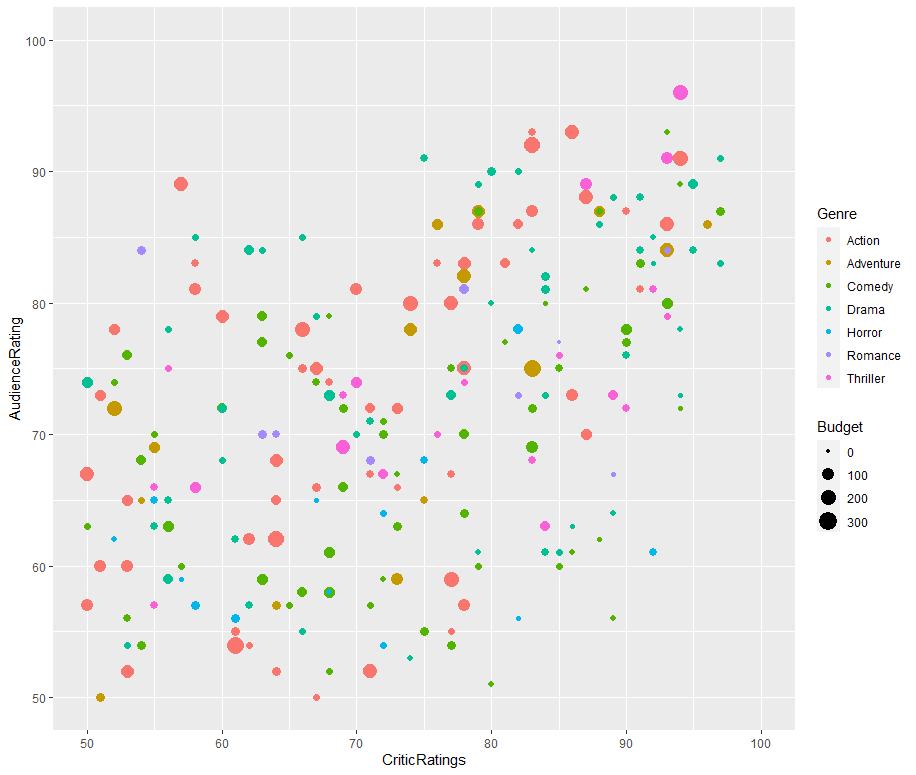 100
90
80
70
60
50
AudienceRating
50 60 70 80 90 100
CriticRatings
Genre
Action
Adventure
Comedy
Drama
Horror
Romance
Thriller
Budget
0
100
200
300